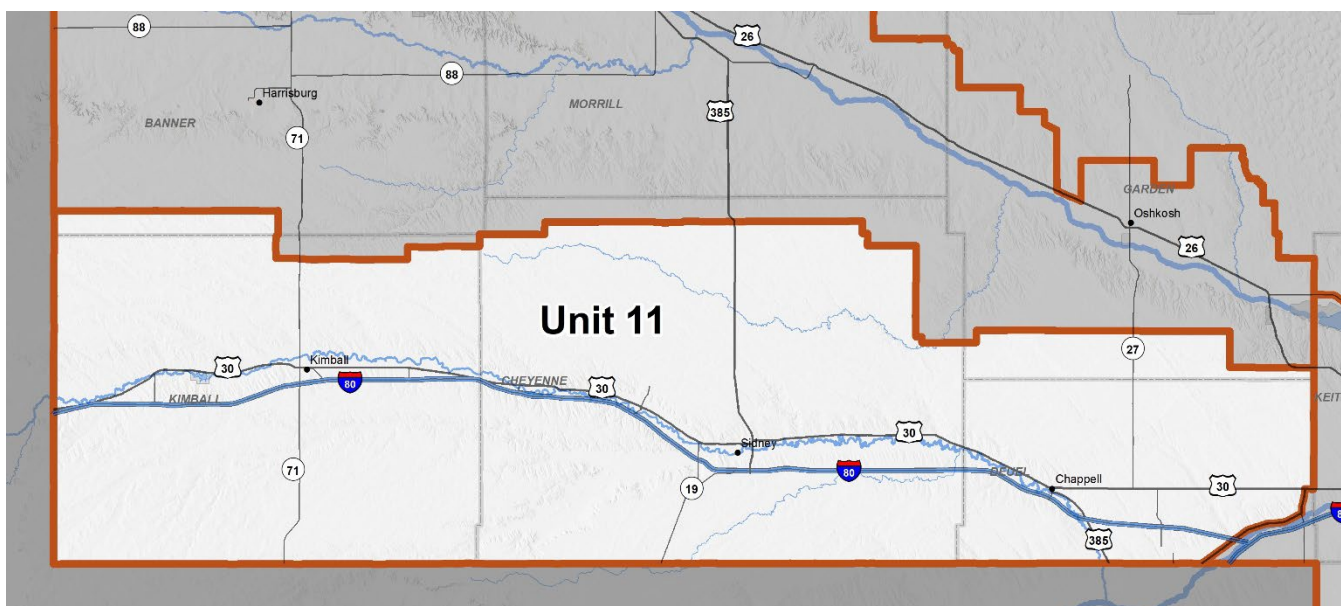 88
26
88
Harrisburg
MORRILL
385
BANNER
71
GARDEN
Oshkosh
26
Unit 11
27
30
Kimball
80
CHEYENNE
30
KIMBALL
KEIT
30
Sidney
71
80
DEUEL
Chappell
19
30
385